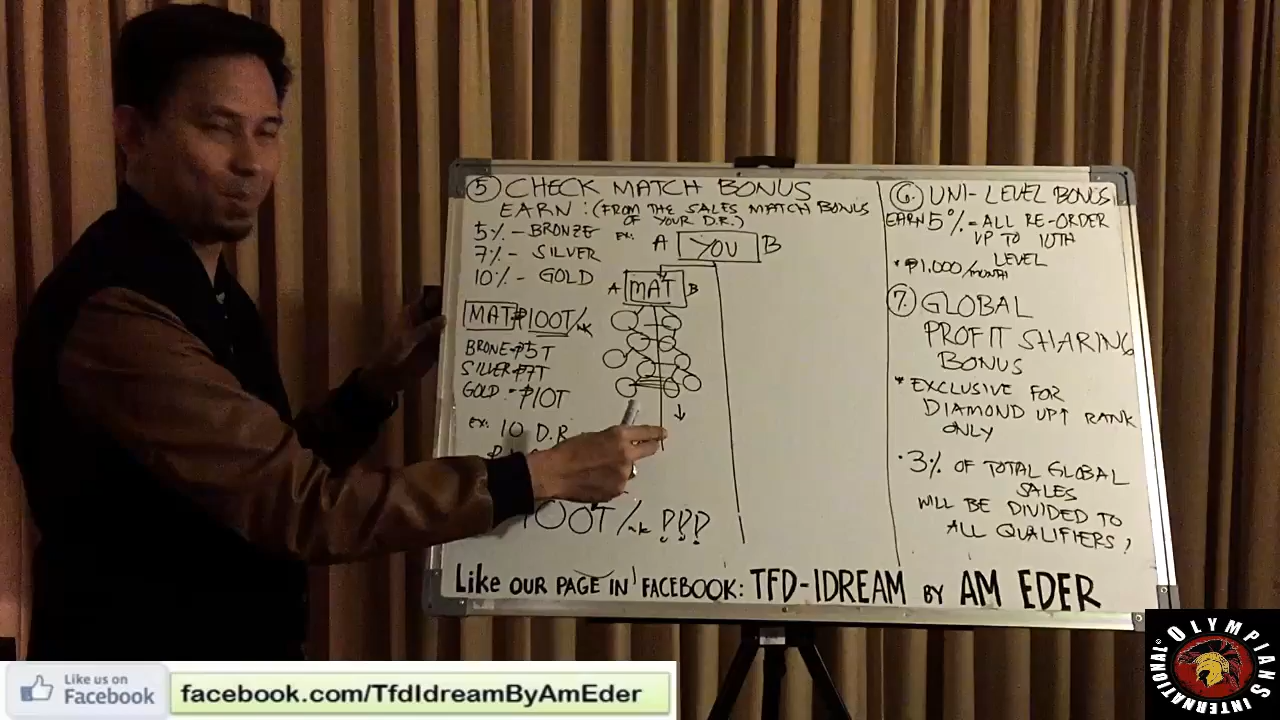 ⑤ CHECK MATCH BONUS
EARN: (FROM THE SALES MATCH BONUS
OF YOUR D.R.)
5% - BRONZE
7% - SILVER
10% - GOLD
EX:
A YOU B
A MAT B
MAT ₱100T/WK
BRONE-₱5T
SILVER-₱7T
GOLD - ₱10T
EX: 10 D.R.
100T/WK !!!
⑥ UNI-LEVEL BONUS
EARN 5% = ALL RE-ORDER
UP TO 10TH
LEVEL
* ₱1,000/MONTH
⑦ GLOBAL
PROFIT SHARING
BONUS
* EXCLUSIVE FOR
DIAMOND UP↑ RANK
ONLY
· 3% OF TOTAL GLOBAL
SALES
WILL BE DIVIDED TO
ALL QUALIFIERS!
Like OUR PAGE IN FACEBOOK: TFD-IDREAM BY AM EDER
Like us on
Facebook
facebook.com/TfdIdreamByAmEder
OLYMPIANS
INTERNATIONAL